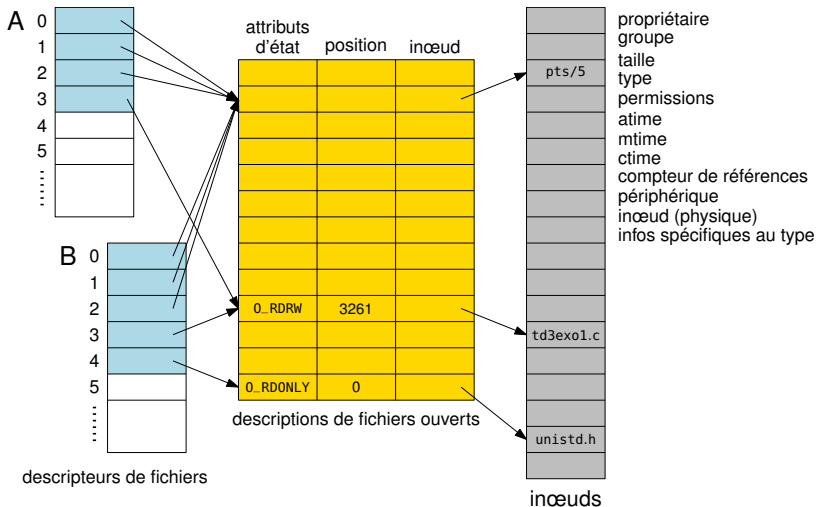 A
0
1
2
3
4
5
B
0
1
2
3
4
5
descripteurs de fichiers
attributs
d'état
position
inœud
O_RDRW
3261
O_RDONLY
0
descriptions de fichiers ouverts
pts/5
td3exo1.c
unistd.h
inœuds
propriétaire
groupe
taille
type
permissions
atime
mtime
ctime
compteur de références
périphérique
inœud (physique)
infos spécifiques au type